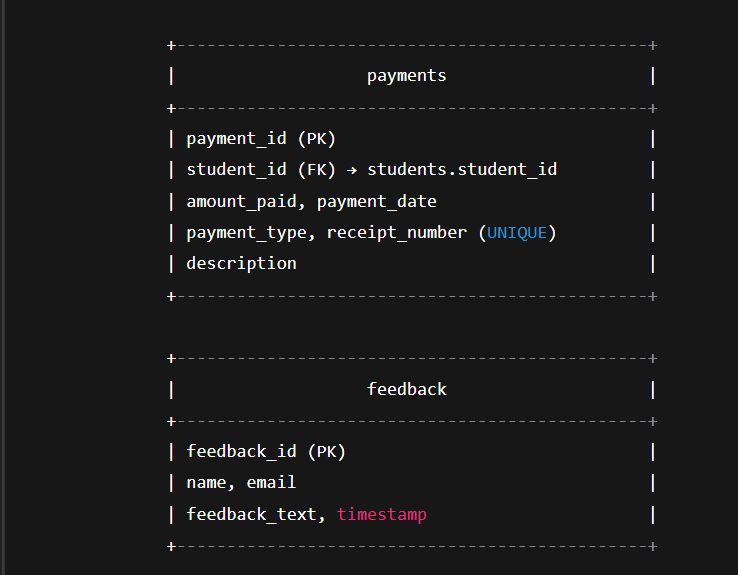 +-----------------------------------------------+
|                   payments                    |
+-----------------------------------------------+
| payment_id (PK)                               |
| student_id (FK) → students.student_id         |
| amount_paid, payment_date                     |
| payment_type, receipt_number (UNIQUE)         |
| description                                   |
+-----------------------------------------------+
+-----------------------------------------------+
|                   feedback                    |
+-----------------------------------------------+
| feedback_id (PK)                              |
| name, email                                   |
| feedback_text, timestamp                      |
+-----------------------------------------------+